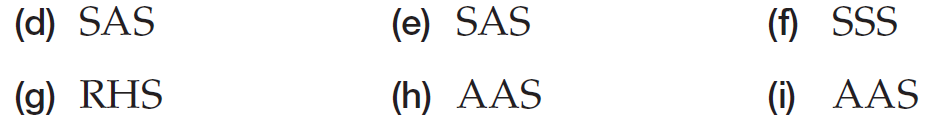 (d) SAS (e) SAS (f) SSS
(g) RHS (h) AAS (i) AAS